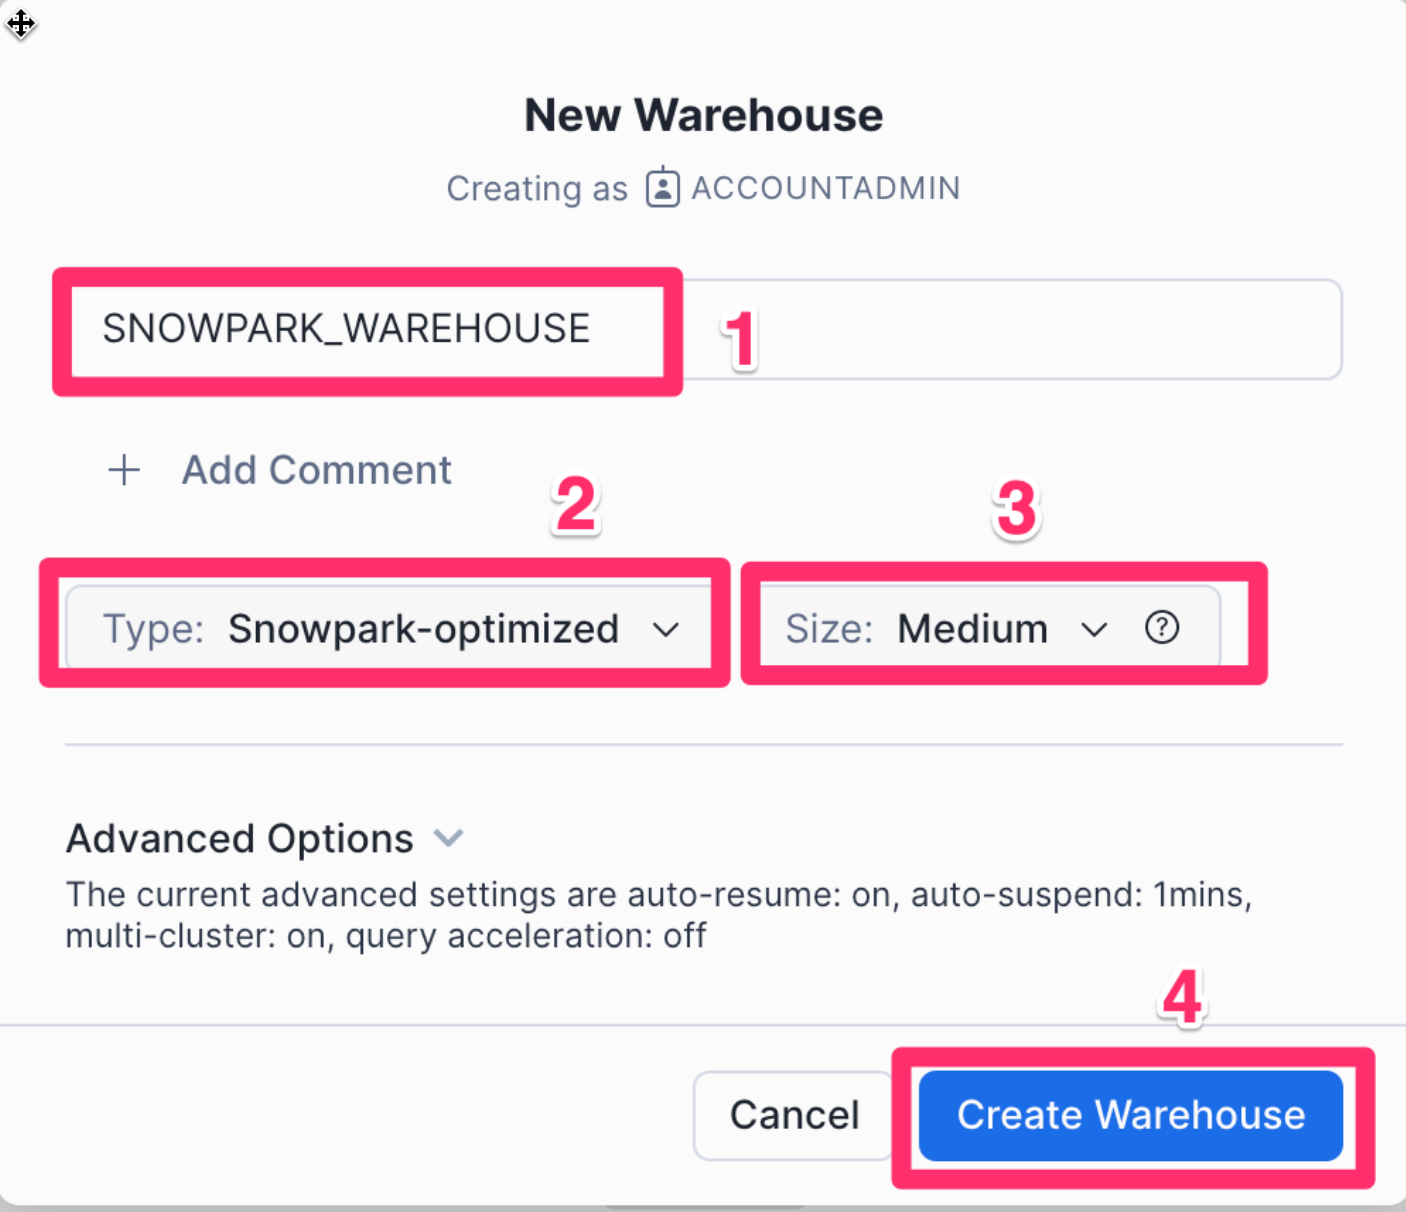 New Warehouse
Creating as ACCOUNTADMIN
SNOWPARK_WAREHOUSE 1
+ Add Comment
2 3
Type: Snowpark-optimized Size: Medium ?
Advanced Options
The current advanced settings are auto-resume: on, auto-suspend: 1mins,
multi-cluster: on, query acceleration: off
4
Cancel Create Warehouse